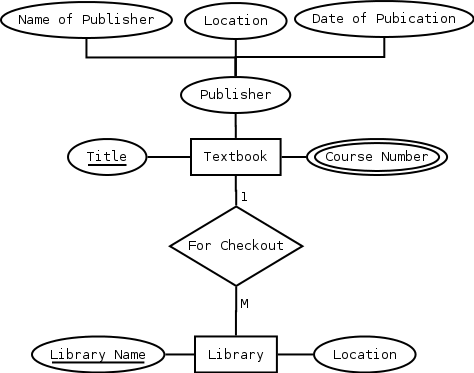 Name of Publisher
Location
Date of Pubication
Publisher
Title
Textbook
Course Number
1
For Checkout
M
Library Name
Library
Location